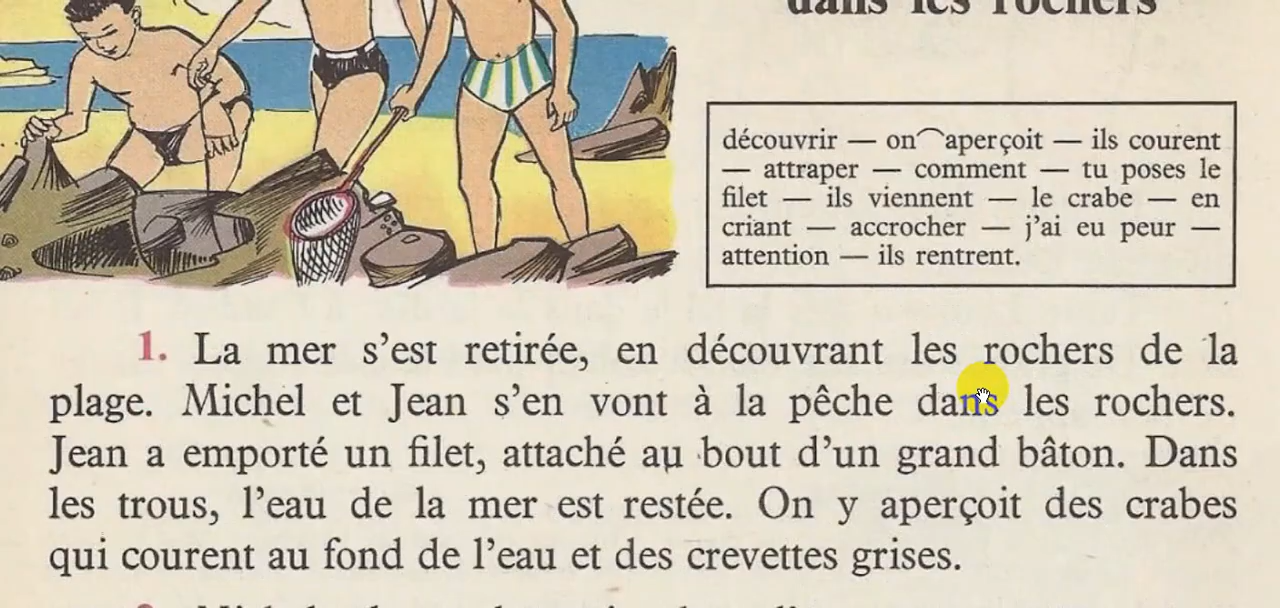 dans les rochers
découvrir — on aperçoit — ils courent
— attraper — comment — tu poses le
filet — ils viennent — le crabe — en
criant — accrocher — j'ai eu peur —
attention — ils rentrent.
1. La mer s'est retirée, en découvrant les rochers de la
plage. Michel et Jean s'en vont à la pêche dans les rochers.
Jean a emporté un filet, attaché au bout d'un grand bâton. Dans
les trous, l'eau de la mer est restée. On y aperçoit des crabes
qui courent au fond de l'eau et des crevettes grises.